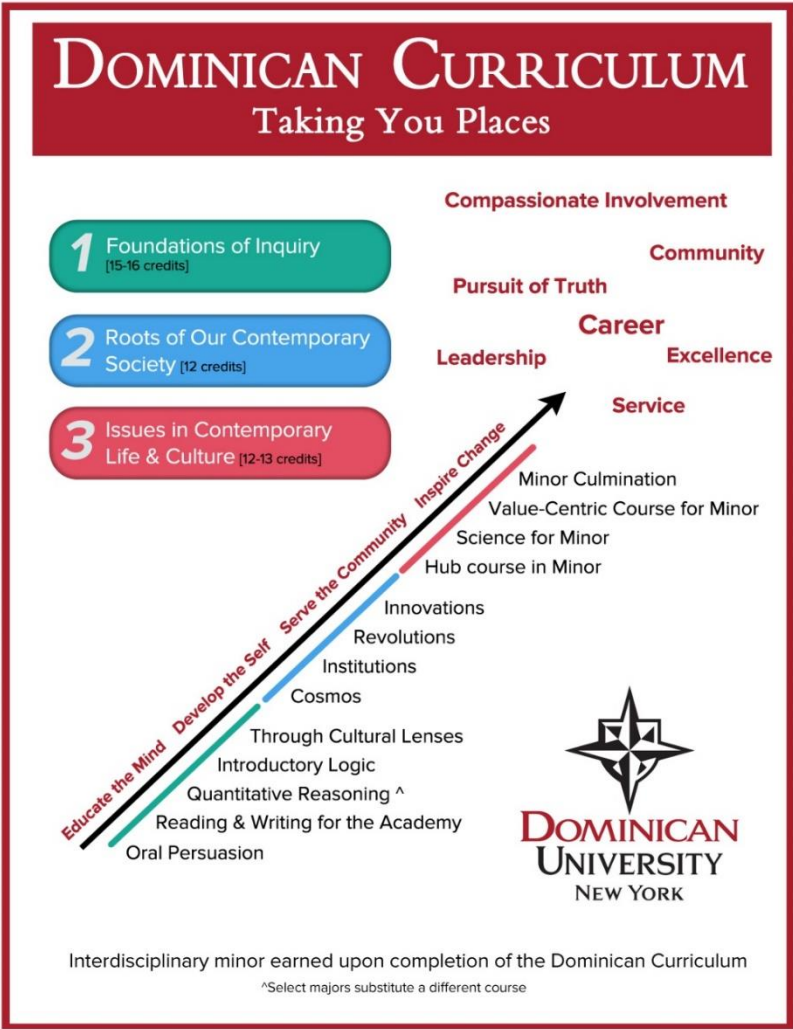 DOMINICAN CURRICULUM
Taking You Places
1 Foundations of Inquiry
[15-16 credits]
2 Roots of Our Contemporary
Society [12 credits]
3 Issues in Contemporary
Life & Culture [12-13 credits]
Compassionate Involvement
Community
Pursuit of Truth
Career
Leadership
Excellence
Service
Educate the Mind Develop the Self Serve the Community Inspire Change
Minor Culmination
Value-Centric Course for Minor
Science for Minor
Hub course in Minor
Innovations
Revolutions
Institutions
Cosmos
Through Cultural Lenses
Introductory Logic
Quantitative Reasoning ^
Reading & Writing for the Academy
Oral Persuasion
DOMINICAN
UNIVERSITY
NEW YORK
Interdisciplinary minor earned upon completion of the Dominican Curriculum
^Select majors substitute a different course